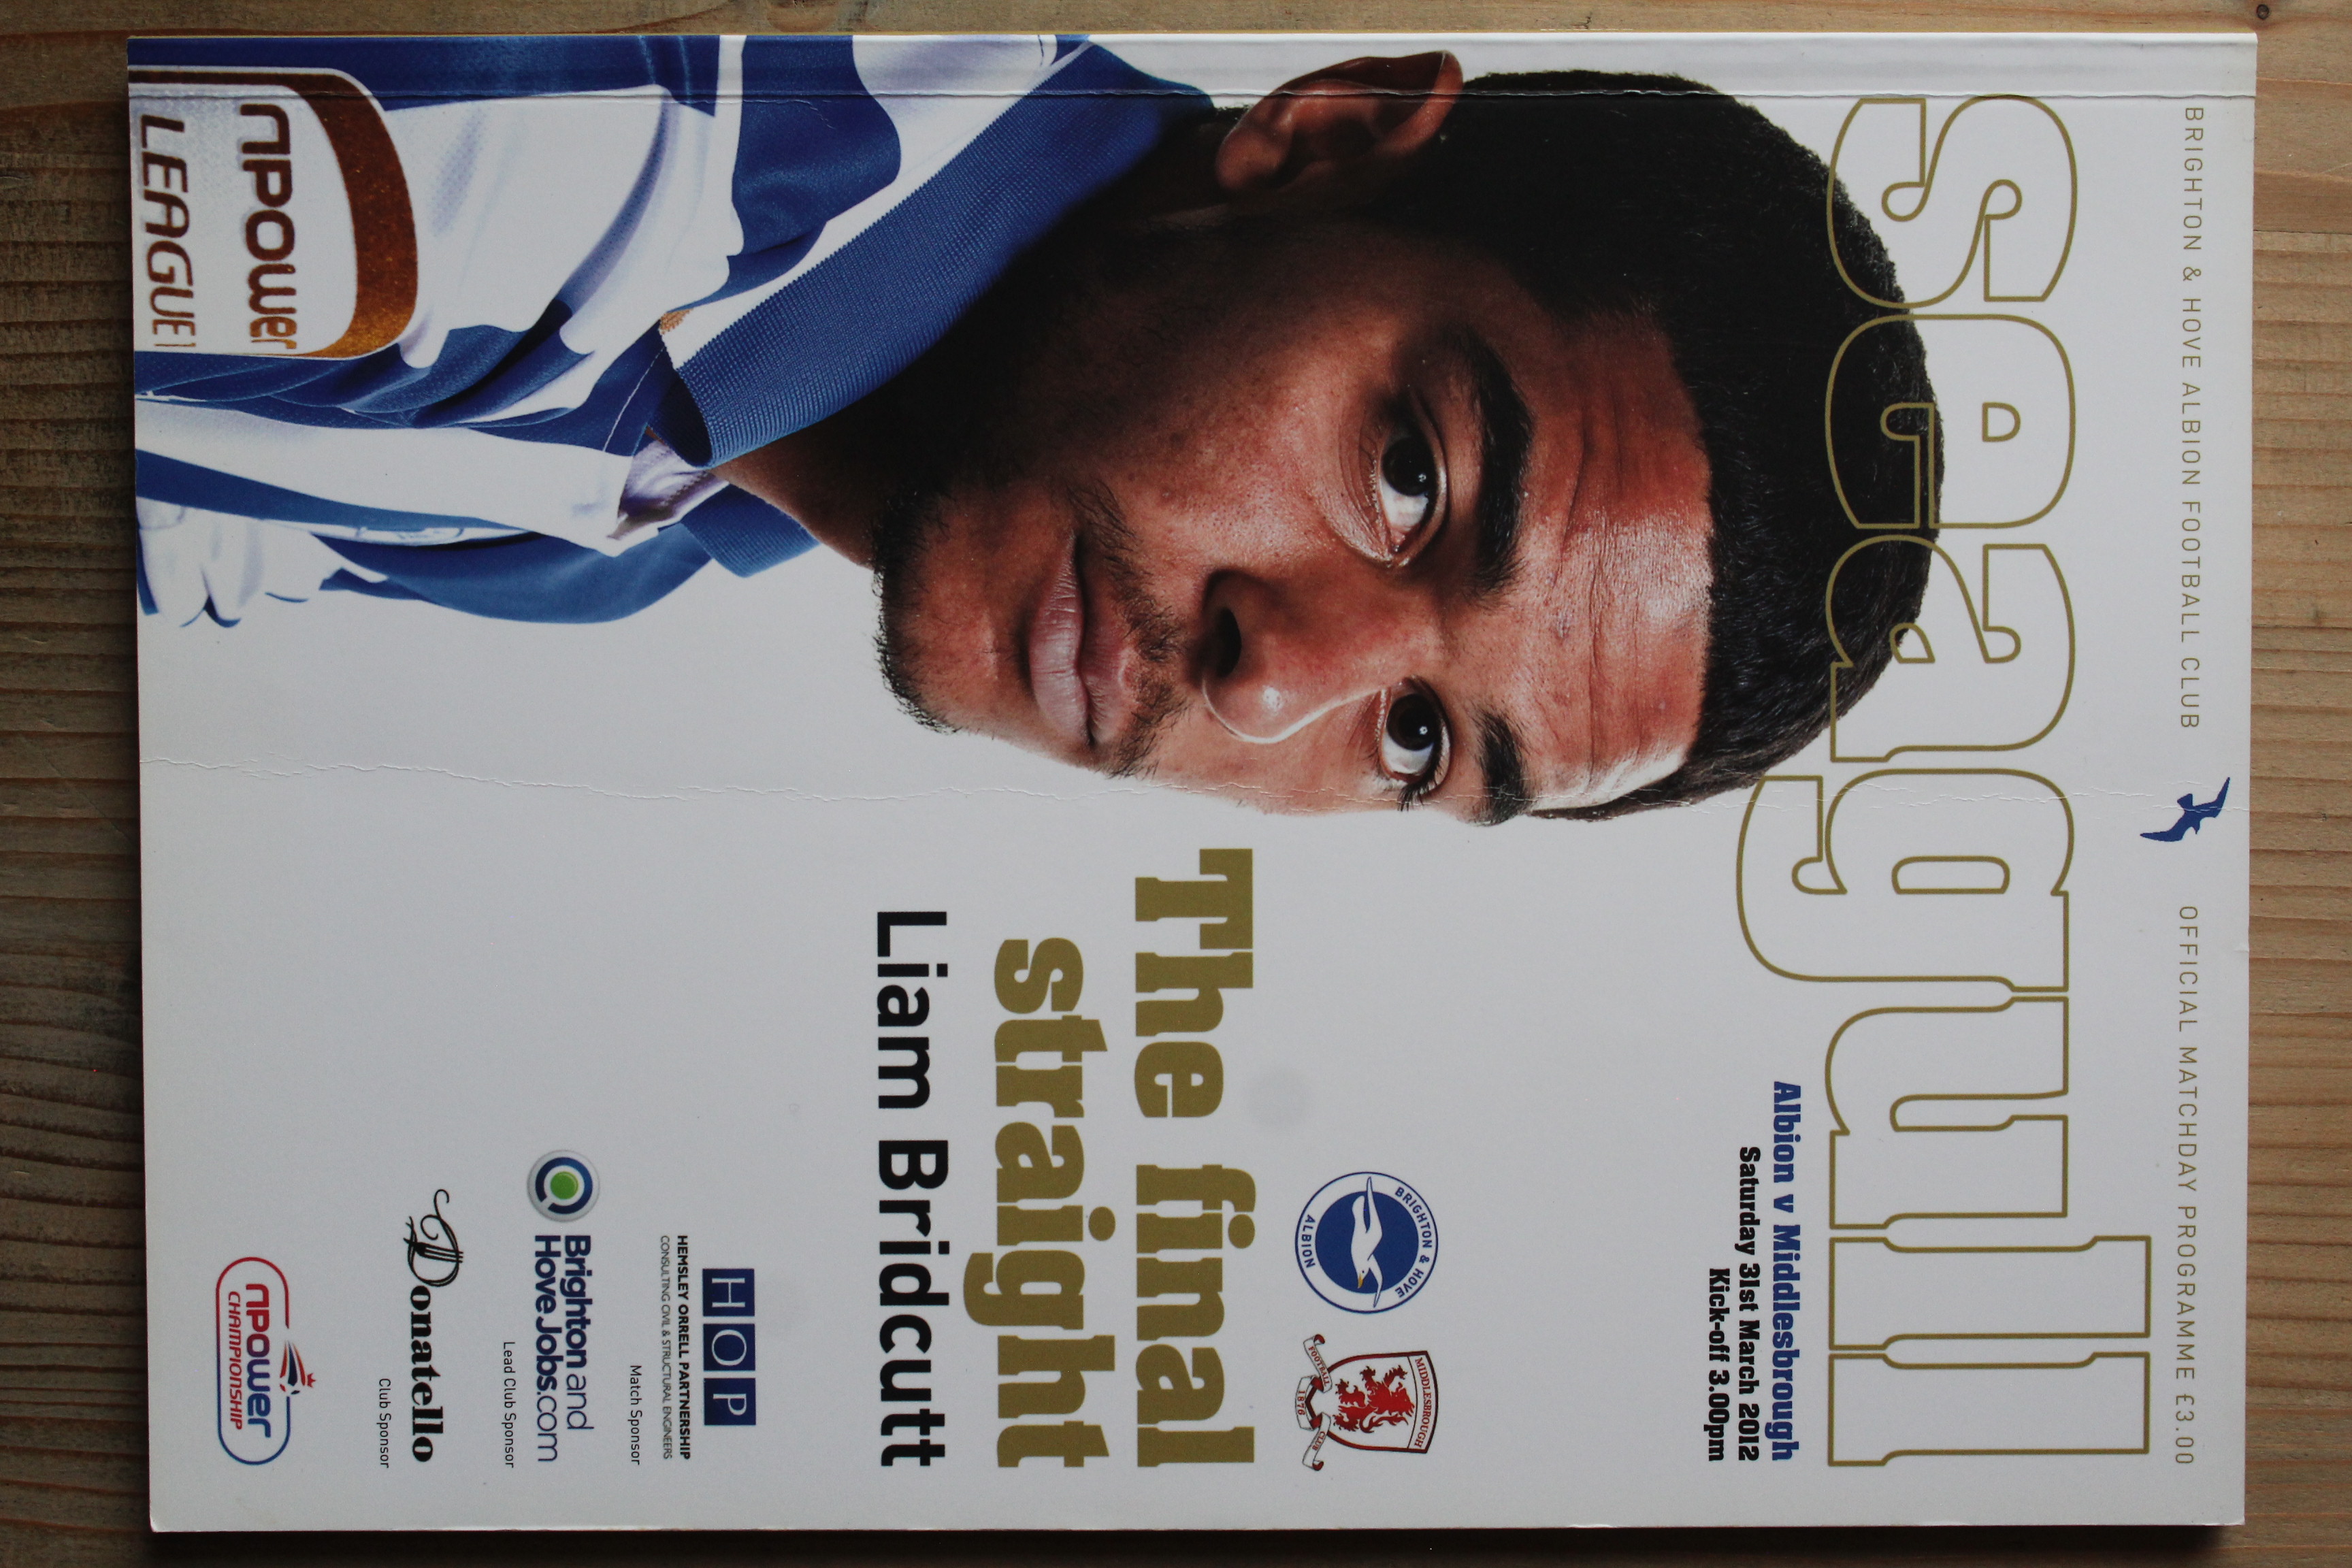 BRIGHTON & HOVE ALBION FOOTBALL CLUB OFFICIAL MATCHDAY PROGRAMME £3.00
seagull
Albion v Middlesbrough
Saturday 31st March 2012
Kick-off 3.00pm
BRIGHTON & HOVE
ALBION
MIDDLESBROUGH
FOOTBALL CLUB
1876
The final
straight
Liam Bridcutt
HOP
HEMSLEY ORRELL PARTNERSHIP
CONSULTING CIVIL & STRUCTURAL ENGINEERS
Match Sponsor
Brighton and
HoveJobs.com
Lead Club Sponsor
Donatello
Club Sponsor
npower
CHAMPIONSHIP
npower
LEAGUE 1